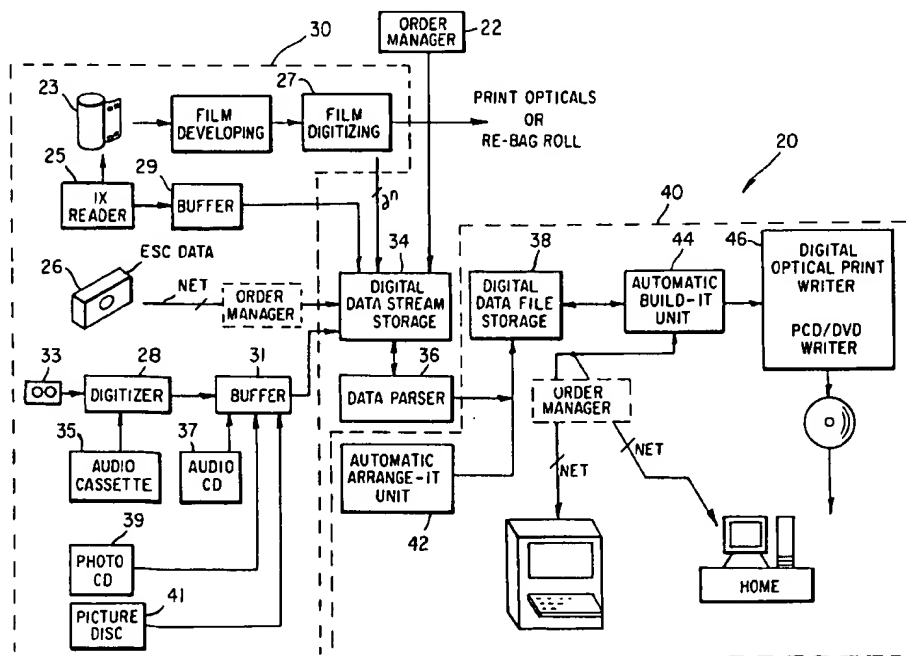 30
ORDER
MANAGER
22
23
27
FILM
DEVELOPING
FILM
DIGITIZING
PRINT OPTICALS
OR
RE-BAG ROLL
20
25
IX
READER
29
BUFFER
2n
40
ESC DATA
26
NET
ORDER
MANAGER
34
DIGITAL
DATA STREAM
STORAGE
38
DIGITAL
DATA FILE
STORAGE
44
AUTOMATIC
BUILD-IT
UNIT
46
DIGITAL
OPTICAL PRINT
WRITER
PCD/DVD
WRITER
33
28
DIGITIZER
31
BUFFER
36
DATA PARSER
ORDER
MANAGER
35
AUDIO
CASSETTE
37
AUDIO
CD
AUTOMATIC
ARRANGE-IT
UNIT
42
NET
NET
39
PHOTO
CD
41
PICTURE
DISC
HOME